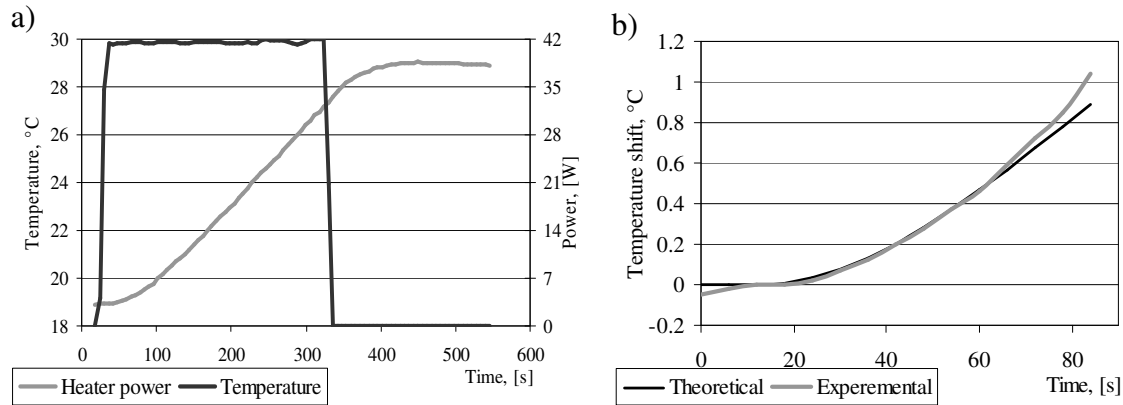 a)
Temperature, °C
30
28
26
24
22
20
18
42
35
28
21
14
7
0
Power, [W]
0 100 200 300 400 500 600
Time, [s]
Heater power Temperature
b)
Temperature shift, °C
1.2
1
0.8
0.6
0.4
0.2
0
-0.2
0 20 40 60 80
Time, [s]
Theoretical Experemental